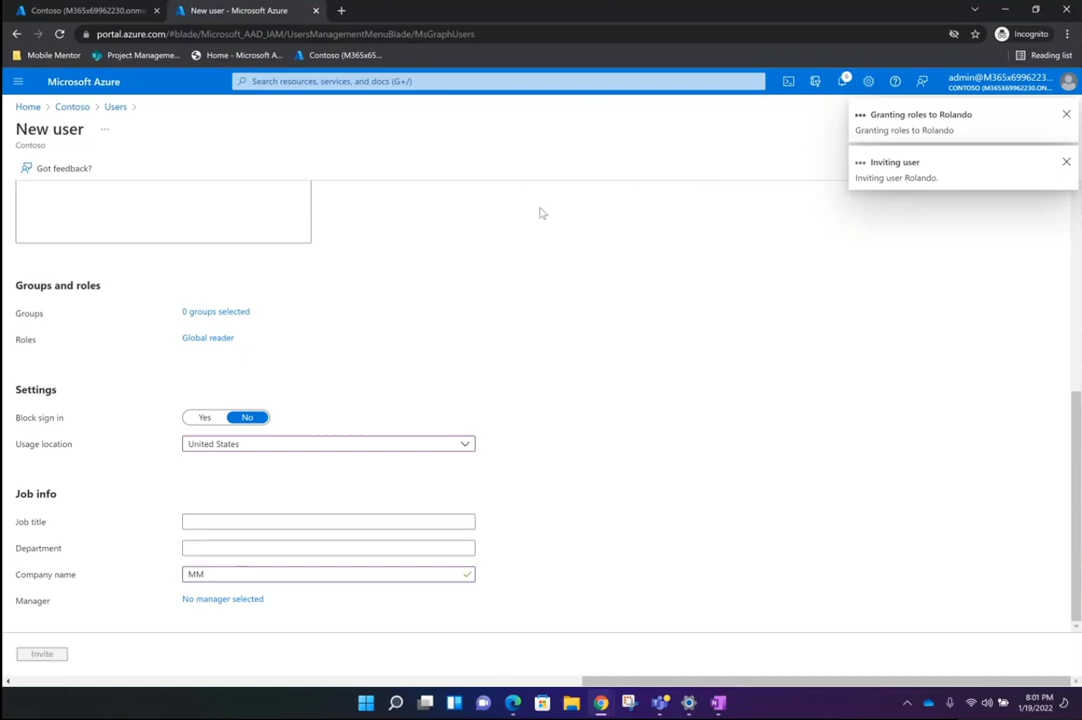 Contoso (M365x69962230.onmi
New user - Microsoft Azure
portal.azure.com/#blade/Microsoft_AAD_IAM/UsersManagementMenuBlade/MsGraphUsers
Incognito
Mobile Mentor
Project Manageme...
Home - Microsoft A...
Contoso (M365x65...
Reading list
Microsoft Azure
Search resources, services, and docs (G+/)
6
admin@M365x6996223...
CONTOSO (M365X69962230.ON...
Home > Contoso > Users >
New user ...
Contoso
Got feedback?
Granting roles to Rolando
Granting roles to Rolando
Inviting user
Inviting user Rolando.
Groups and roles
Groups 0 groups selected
Roles Global reader
Settings
Block sign in Yes No
Usage location United States
Job info
Job title
Department
Company name MM
Manager No manager selected
Invite
8:01 PM
1/19/2022